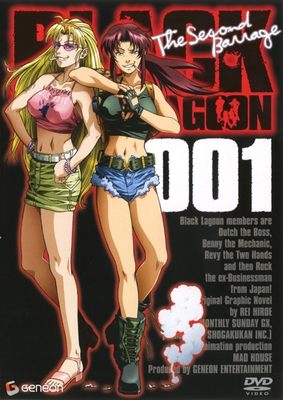 BLACK
The Second
Barrage
LAGOON
001
Black Lagoon members are
Dutch the Boss,
Benny the Mechanic,
Revy the Two Hands
and then Rock
the ex-Businessman
from Japan!
Original Graphic Novel
by REI HIROE
MONTHLY SUNDAY GX,
SHOGAKUKAN INC.]
Animation production
MAD HOUSE
Produced by GENEON ENTERTAINMENT
GENEON
DVD
VIDEO